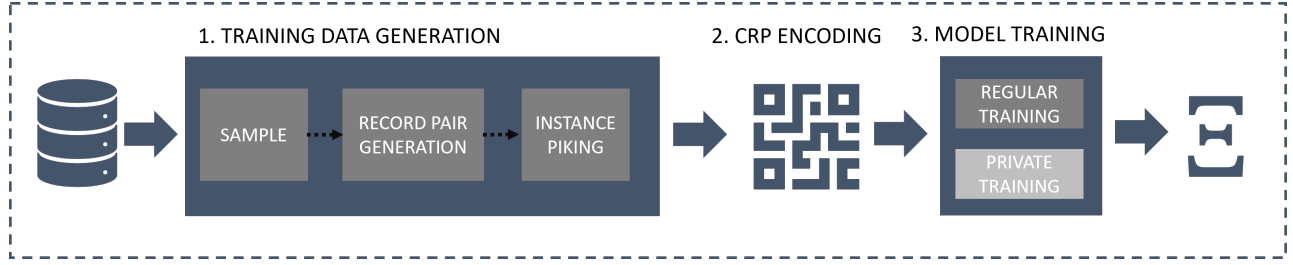 1. TRAINING DATA GENERATION
2. CRP ENCODING
3. MODEL TRAINING
SAMPLE
RECORD PAIR
GENERATION
INSTANCE
PIKING
REGULAR
TRAINING
PRIVATE
TRAINING
Ξ